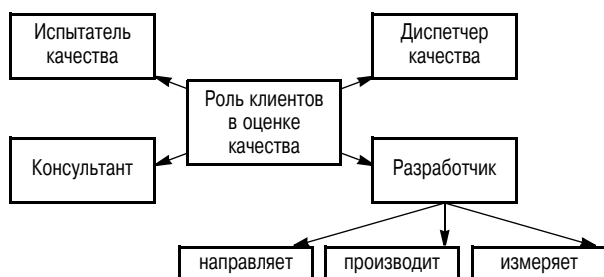 Испытатель
качества
Диспетчер
качества
Роль клиентов
в оценке
качества
Консультант
Разработчик
направляет
производит
измеряет